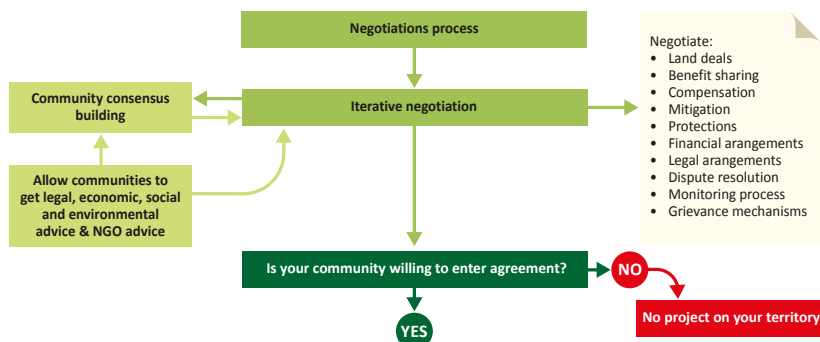 Negotiations process
Iterative negotiation
Community consensus
building
Allow communities to
get legal, economic, social
and environmental
advice & NGO advice
Negotiate:
• Land deals
• Benefit sharing
• Compensation
• Mitigation
• Protections
• Financial arangements
• Legal arangements
• Dispute resolution
• Monitoring process
• Grievance mechanisms
Is your community willing to enter agreement?
NO
No project on your territory
YES